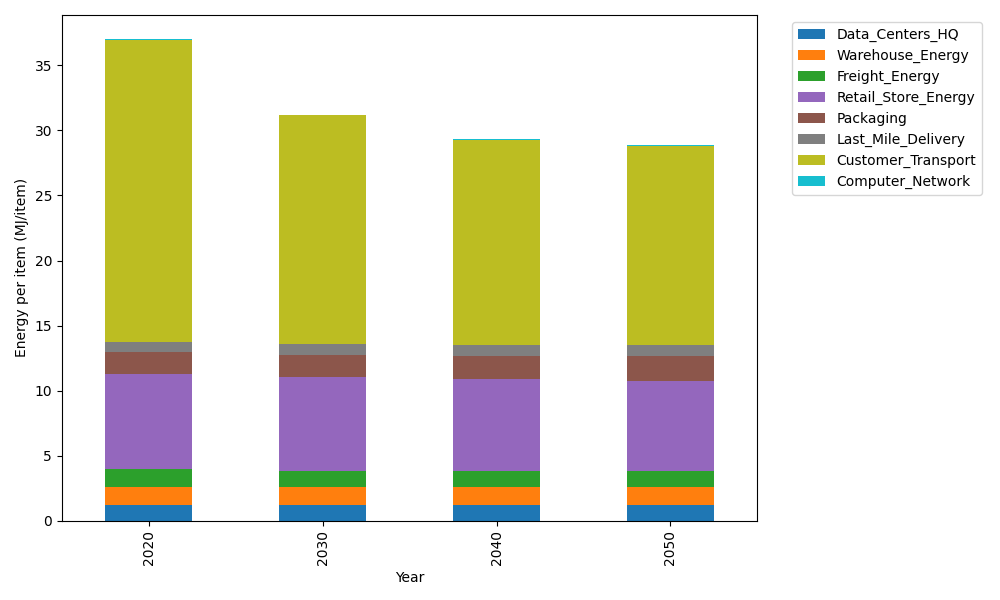 Energy per item (MJ/item)
35
30
25
20
15
10
5
0
2020
2030
2040
2050
Year
Data_Centers_HQ
Warehouse_Energy
Freight_Energy
Retail_Store_Energy
Packaging
Last_Mile_Delivery
Customer_Transport
Computer_Network